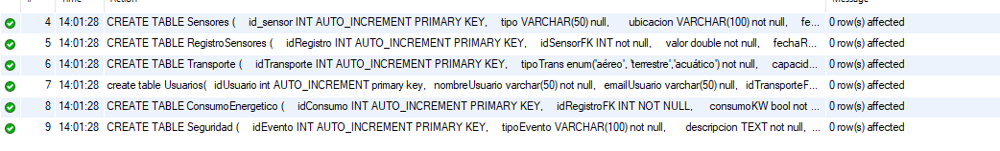 # Time Action Message
4 14:01:28 CREATE TABLE Sensores ( id_sensor INT AUTO_INCREMENT PRIMARY KEY, tipo VARCHAR(50) null, ubicacion VARCHAR(100) not null, fe... 0 row(s) affected
5 14:01:28 CREATE TABLE RegistroSensores ( idRegistro INT AUTO_INCREMENT PRIMARY KEY, idSensorFK INT not null, valor double not null, fechaR... 0 row(s) affected
6 14:01:28 CREATE TABLE Transporte ( idTransporte INT AUTO_INCREMENT PRIMARY KEY, tipoTrans enum('aéreo', 'terrestre','acuático') not null, capacid... 0 row(s) affected
7 14:01:28 create table Usuarios( idUsuario int AUTO_INCREMENT primary key, nombreUsuario varchar(50) not null, emailUsuario varchar(50) null, idTransporteF... 0 row(s) affected
8 14:01:28 CREATE TABLE ConsumoEnergetico ( idConsumo INT AUTO_INCREMENT PRIMARY KEY, idRegistroFK INT NOT NULL, consumoKW bool not ... 0 row(s) affected
9 14:01:28 CREATE TABLE Seguridad ( idEvento INT AUTO_INCREMENT PRIMARY KEY, tipoEvento VARCHAR(100) not null, descripcion TEXT not null, ... 0 row(s) affected